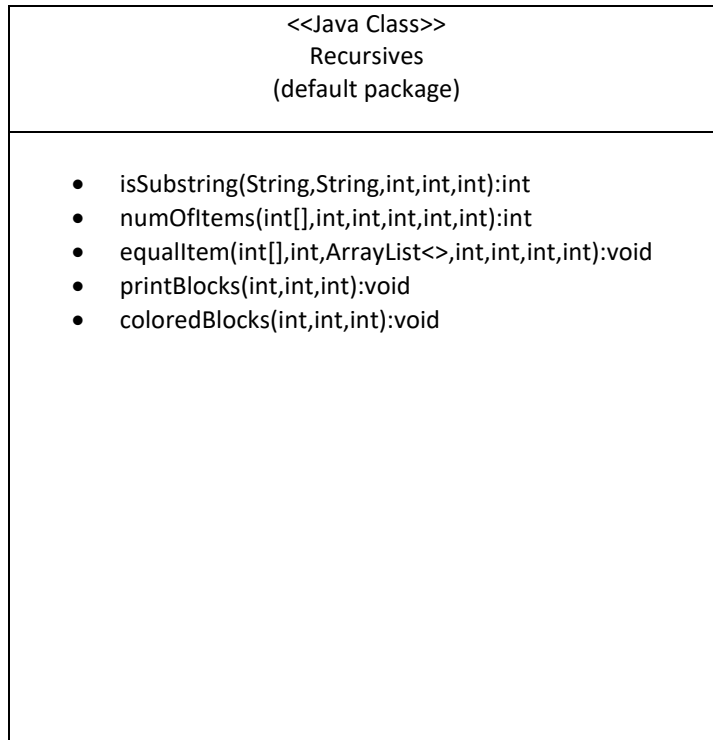 <<Java Class>>
Recursives
(default package)
• isSubstring(String,String,int,int,int):int
• numOfItems(int[],int,int,int,int,int):int
• equalItem(int[],int,ArrayList<>,int,int,int,int):void
• printBlocks(int,int,int):void
• coloredBlocks(int,int,int):void